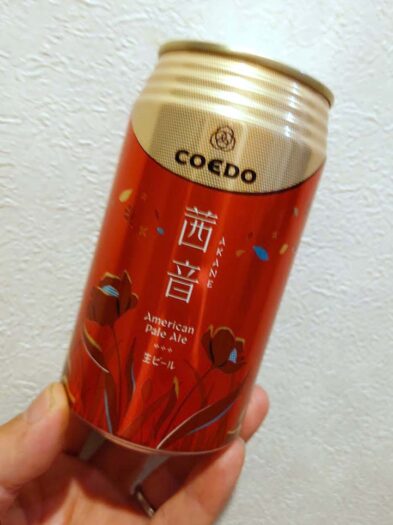 COEDO
茜音
AKANE
American
Pale Ale
生ビール